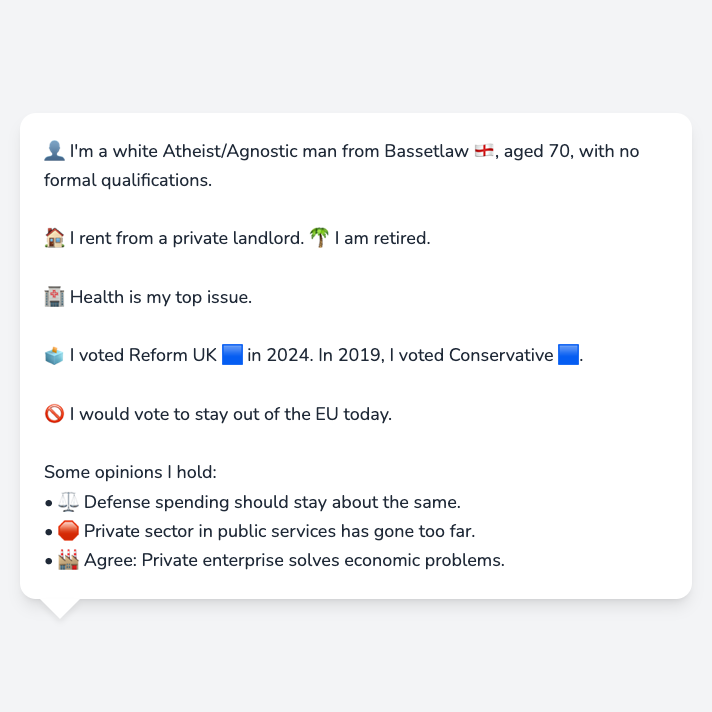 👤 I'm a white Atheist/Agnostic man from Bassetlaw 🏴󠁧󠁢󠁥󠁮󠁧󠁿, aged 70, with no
formal qualifications.
🏠 I rent from a private landlord. 🌴 I am retired.
🏥 Health is my top issue.
🗳️ I voted Reform UK 🟦 in 2024. In 2019, I voted Conservative 🟦.
🚫 I would vote to stay out of the EU today.
Some opinions I hold:
• ⚖️ Defense spending should stay about the same.
• 🛑 Private sector in public services has gone too far.
• 🏭 Agree: Private enterprise solves economic problems.